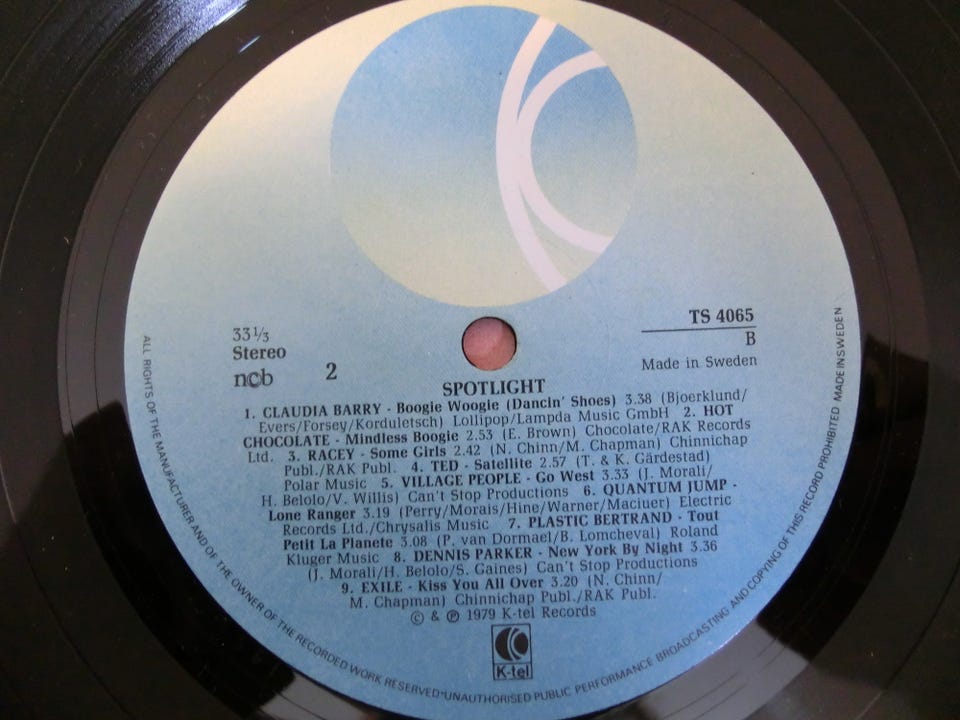 33⅓
Stereo
ncb
2
TS 4065
B
Made in Sweden
SPOTLIGHT
1. CLAUDIA BARRY - Boogie Woogie (Dancin' Shoes) 3.38 (Bjoerklund/
Evers/Forsey/Korduletsch) Lollipop/Lampda Music GmbH 2. HOT
CHOCOLATE - Mindless Boogie 2.53 (E. Brown) Chocolate/RAK Records
Ltd. 3. RACEY - Some Girls 2.42 (N. Chinn/M. Chapman) Chinnichap
Publ./RAK Publ. 4. TED - Satellite 2.57 (T. & K. Gärdestad)
Polar Music 5. VILLAGE PEOPLE - Go West 3.33 (J. Morali/
H. Belolo/V. Willis) Can't Stop Productions 6. QUANTUM JUMP -
Lone Ranger 3.19 (Perry/Morais/Hine/Warner/Maciuer) Electric
Records Ltd./Chrysalis Music 7. PLASTIC BERTRAND - Tout
Petit La Planete 3.08 (P. van Dormael/B. Lomcheval) Roland
Kluger Music 8. DENNIS PARKER - New York By Night 3.36
(J. Morali/H. Belolo/S. Gaines) Can't Stop Productions
9. EXILE - Kiss You All Over 3.20 (N. Chinn/
M. Chapman) Chinnichap Publ./RAK Publ.
© & ℗ 1979 K-tel Records
K-tel
ALL RIGHTS OF THE MANUFACTURER AND OF THE OWNER OF THE RECORDED WORK RESERVED·UNAUTHORISED PUBLIC PERFORMANCE BROADCASTING AND COPYING OF THIS RECORD PROHIBITED MADE IN SWEDEN